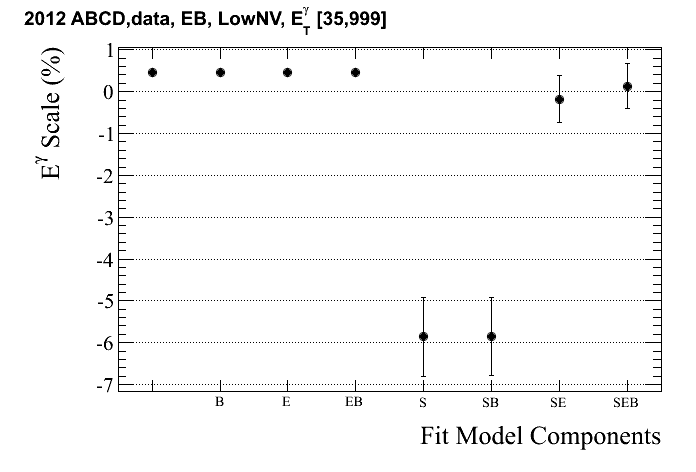 2012 ABCD,data, EB, LowNV, E_T^γ [35,999]
E^γ Scale (%)
1
0
-1
-2
-3
-4
-5
-6
-7
B E EB S SB SE SEB
Fit Model Components